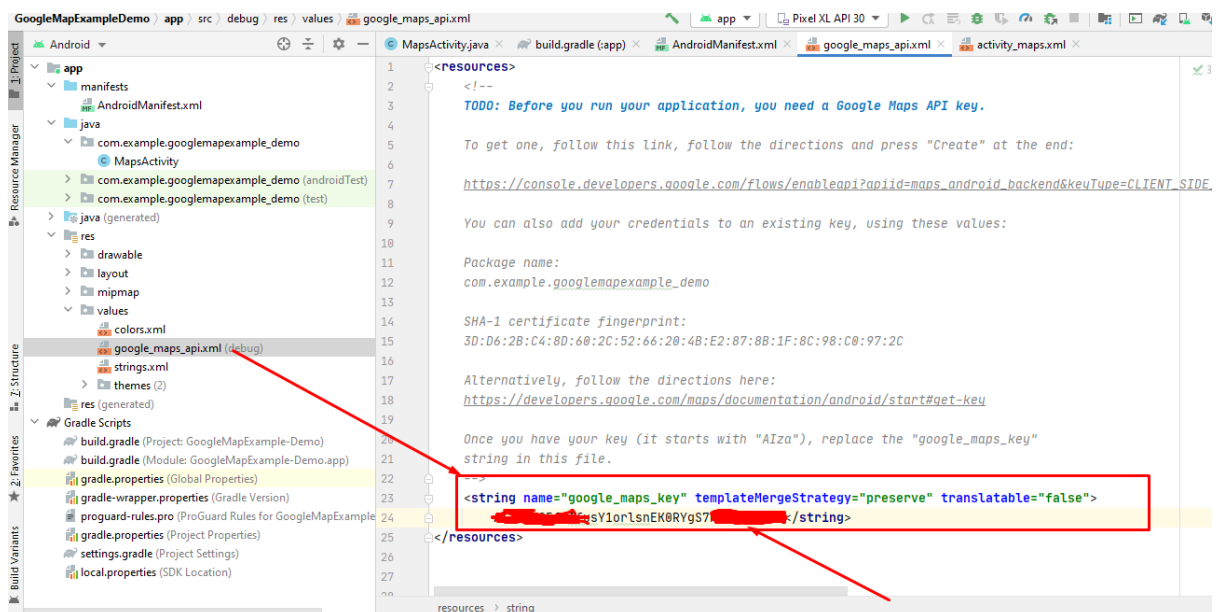 GoogleMapExampleDemo › app › src › debug › res › values › google_maps_api.xml
app
Pixel XL API 30
Android
MapsActivity.java
build.gradle (:app)
AndroidManifest.xml
google_maps_api.xml
activity_maps.xml
1: Project
Resource Manager
7: Structure
2: Favorites
Build Variants
app
manifests
AndroidManifest.xml
java
com.example.googlemapexample_demo
MapsActivity
com.example.googlemapexample_demo (androidTest)
com.example.googlemapexample_demo (test)
java (generated)
res
drawable
layout
mipmap
values
colors.xml
google_maps_api.xml (debug)
strings.xml
themes (2)
res (generated)
Gradle Scripts
build.gradle (Project: GoogleMapExample-Demo)
build.gradle (Module: GoogleMapExample-Demo.app)
gradle.properties (Global Properties)
gradle-wrapper.properties (Gradle Version)
proguard-rules.pro (ProGuard Rules for GoogleMapExample
gradle.properties (Project Properties)
settings.gradle (Project Settings)
local.properties (SDK Location)
1 <resources>
2 <!--
3 TODO: Before you run your application, you need a Google Maps API key.
4
5 To get one, follow this link, follow the directions and press "Create" at the end:
6
7 https://console.developers.google.com/flows/enableapi?apiid=maps_android_backend&keyType=CLIENT_SIDE_
8
9 You can also add your credentials to an existing key, using these values:
10
11 Package name:
12 com.example.googlemapexample_demo
13
14 SHA-1 certificate fingerprint:
15 3D:D6:2B:C4:8D:60:2C:52:66:20:4B:E2:87:8B:1F:8C:98:C0:97:2C
16
17 Alternatively, follow the directions here:
18 https://developers.google.com/maps/documentation/android/start#get-key
19
20 Once you have your key (it starts with "AIza"), replace the "google_maps_key"
21 string in this file.
22 -->
23 <string name="google_maps_key" templateMergeStrategy="preserve" translatable="false">
24 </string>
25 </resources>
26
27
resources › string